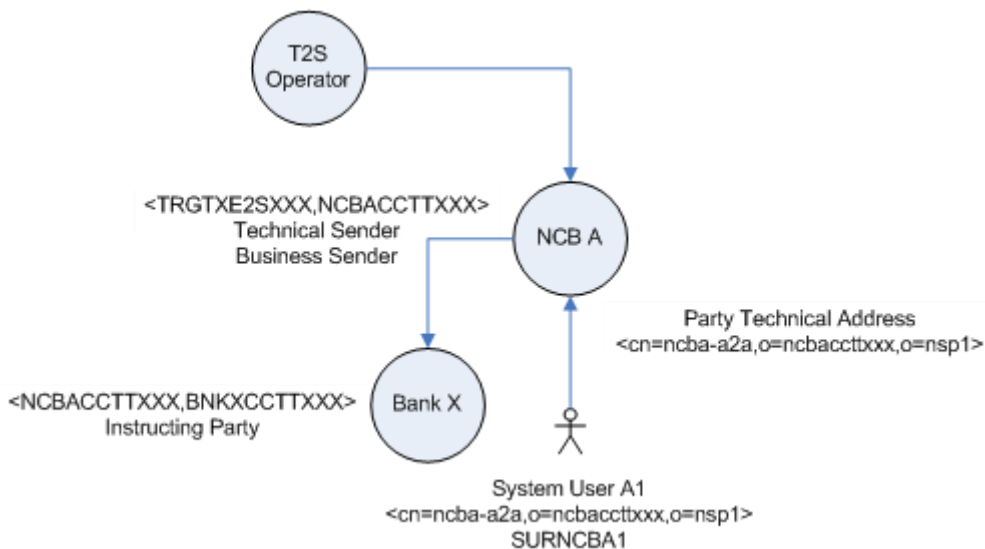 T2S
Operator
<TRGTXE2SXXX,NCBACCTTXXX>
Technical Sender
Business Sender
NCB A
Party Technical Address
<cn=ncba-a2a,o=ncbaccttxxx,o=nsp1>
<NCBACCTTXXX,BNKXCCTTXXX>
Instructing Party
Bank X
System User A1
<cn=ncba-a2a,o=ncbaccttxxx,o=nsp1>
SURNCBA1